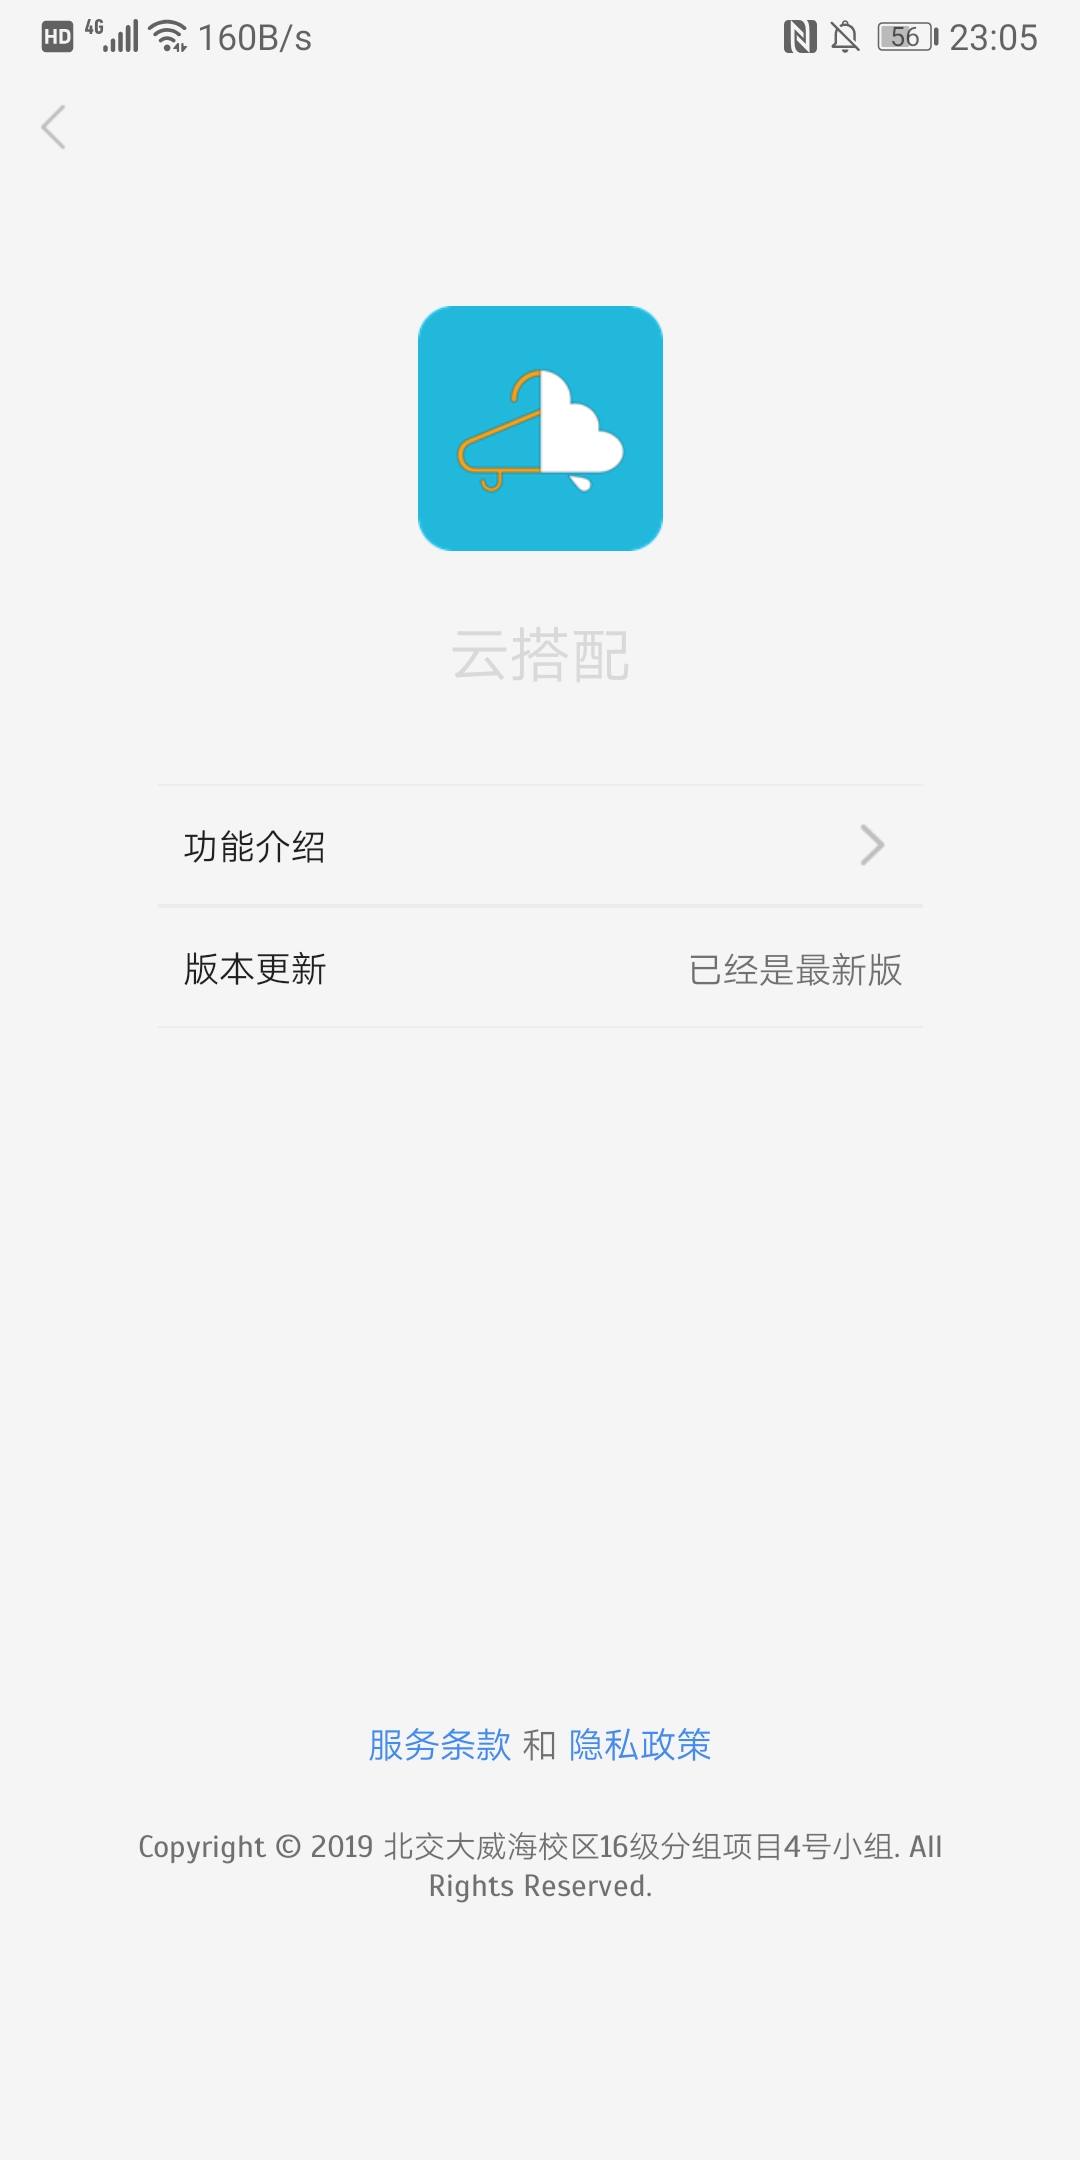 HD 4G 160B/s 56 23:05
云搭配
功能介绍
版本更新 已经是最新版
服务条款 和 隐私政策
Copyright © 2019 北交大威海校区16级分组项目4号小组. All
Rights Reserved.